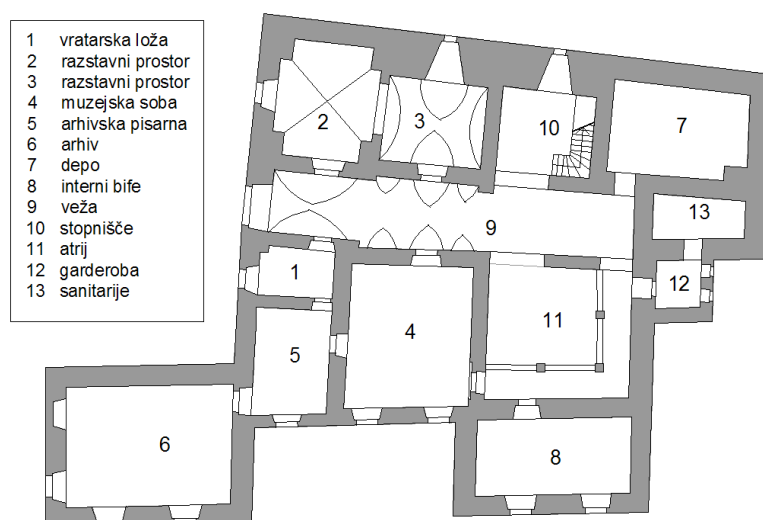 1 vratarska loža
2 razstavni prostor
3 razstavni prostor
4 muzejska soba
5 arhivska pisarna
6 arhiv
7 depo
8 interni bife
9 veža
10 stopnišče
11 atrij
12 garderoba
13 sanitarije
2
3
10
7
13
9
1
12
4
11
5
6
8